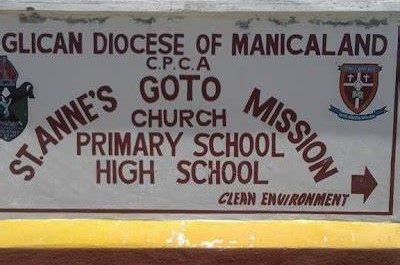 GLICAN DIOCESE OF MANICALAND
C.P.C.A
ST. ANNE'S GOTO MISSION
CHURCH
PRIMARY SCHOOL
HIGH SCHOOL
CLEAN ENVIRONMENT